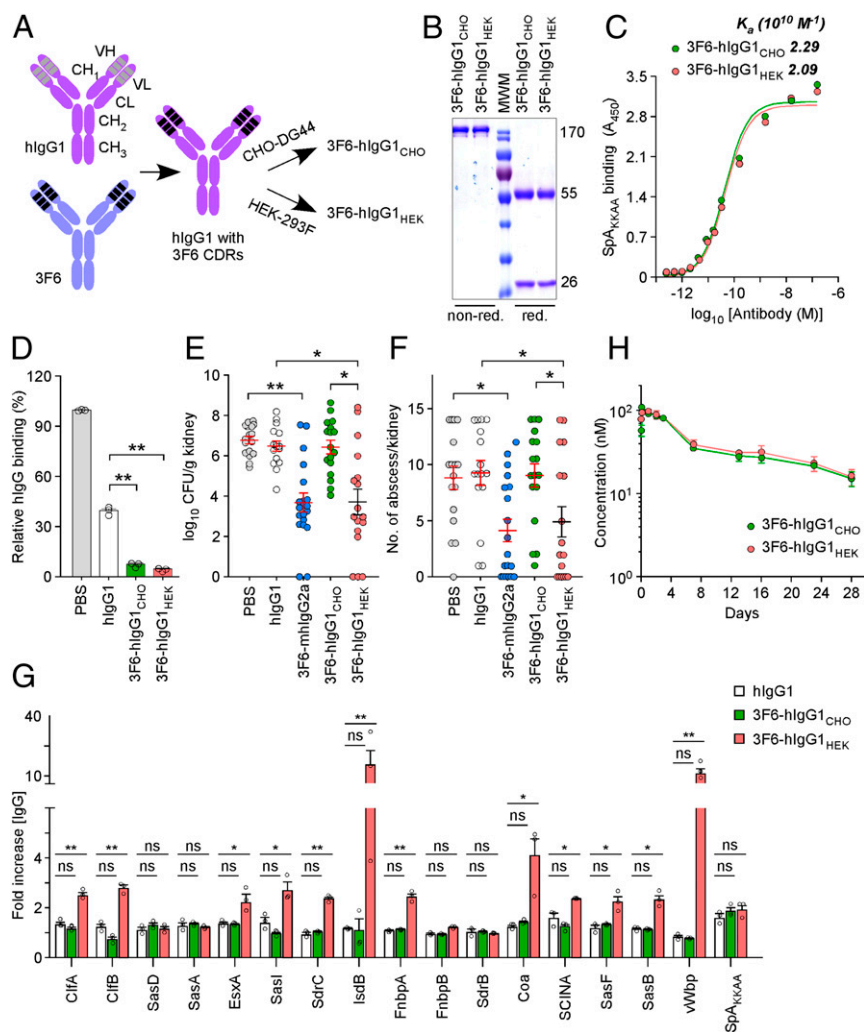 A
VH
CH1
VL
CL
CH2
CH3
hIgG1
3F6
hIgG1 with
3F6 CDRs
CHO-DG44
HEK-293F
3F6-hIgG1CHO
3F6-hIgG1HEK
B
3F6-hIgG1CHO
3F6-hIgG1HEK
MWM
3F6-hIgG1CHO
3F6-hIgG1HEK
170
55
26
non-red.
red.
C
Ka (10^10 M^-1)
3F6-hIgG1CHO 2.29
3F6-hIgG1HEK 2.09
SpAKKAA binding (A450)
3.5
2.8
2.1
1.4
0.7
0
-12
-10
-8
-6
log10 [Antibody (M)]
D
Relative hIgG binding (%)
120
80
40
0
**
**
PBS
hIgG1
3F6-hIgG1CHO
3F6-hIgG1HEK
E
log10 CFU/g kidney
10
8
6
4
2
0
*
**
*
PBS
hIgG1
3F6-mhIgG2a
3F6-hIgG1CHO
3F6-hIgG1HEK
F
No. of abscess/kidney
15
10
5
0
*
*
*
PBS
hIgG1
3F6-mhIgG2a
3F6-hIgG1CHO
3F6-hIgG1HEK
H
Concentration (nM)
10^2
10^1
10^0
3F6-hIgG1CHO
3F6-hIgG1HEK
0
4
8
12
16
20
24
28
Days
G
hIgG1
3F6-hIgG1CHO
3F6-hIgG1HEK
Fold increase [IgG]
40
10
6
4
2
0
** ns
** ns
ns ns
ns ns
* ns
* ns
** ns
** ns
** ns
ns ns
ns ns
* ns
* ns
* ns
* ns
** ns
ns ns
ClfA
ClfB
SasD
SasA
EsxA
SasI
SdrC
IsdB
FnbpA
FnbpB
SdrB
Coa
SCINA
SasF
SasB
vWbp
SpAKKAA